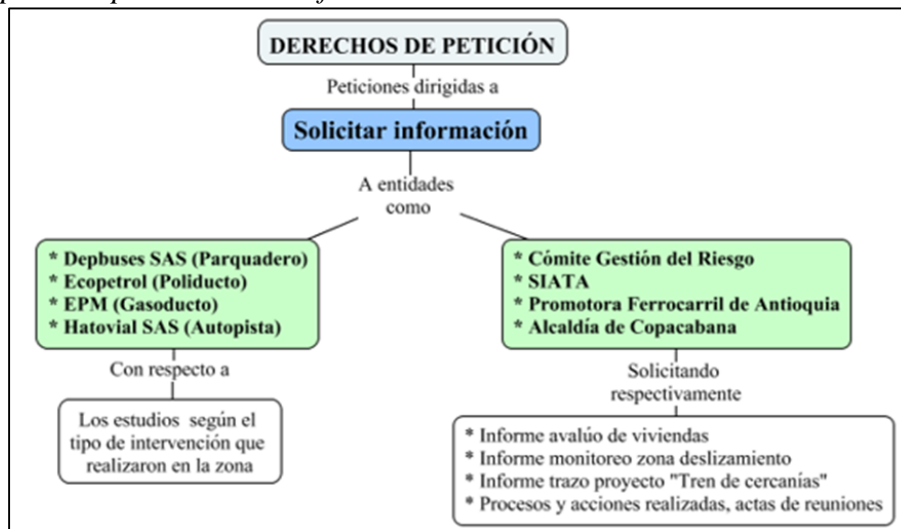 DERECHOS DE PETICIÓN
Peticiones dirigidas a
Solicitar información
A entidades
como
* Depbuses SAS (Parquadero)
* Ecopetrol (Poliducto)
* EPM (Gasoducto)
* Hatovial SAS (Autopista)
Con respecto a
Los estudios según el
tipo de intervención que
realizaron en la zona
* Cómite Gestión del Riesgo
* SIATA
* Promotora Ferrocarril de Antioquia
* Alcaldía de Copacabana
Solicitando
respectivamente
* Informe avalúo de viviendas
* Informe monitoreo zona deslizamiento
* Informe trazo proyecto "Tren de cercanías"
* Procesos y acciones realizadas, actas de reuniones